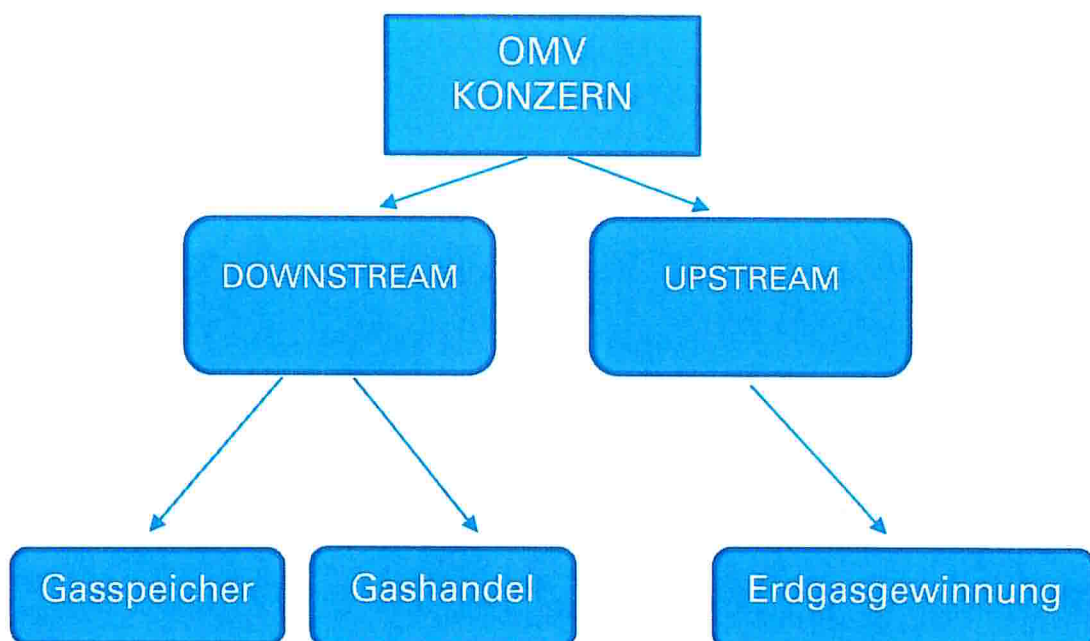 OMV
KONZERN
DOWNSTREAM
UPSTREAM
Gasspeicher
Gashandel
Erdgasgewinnung